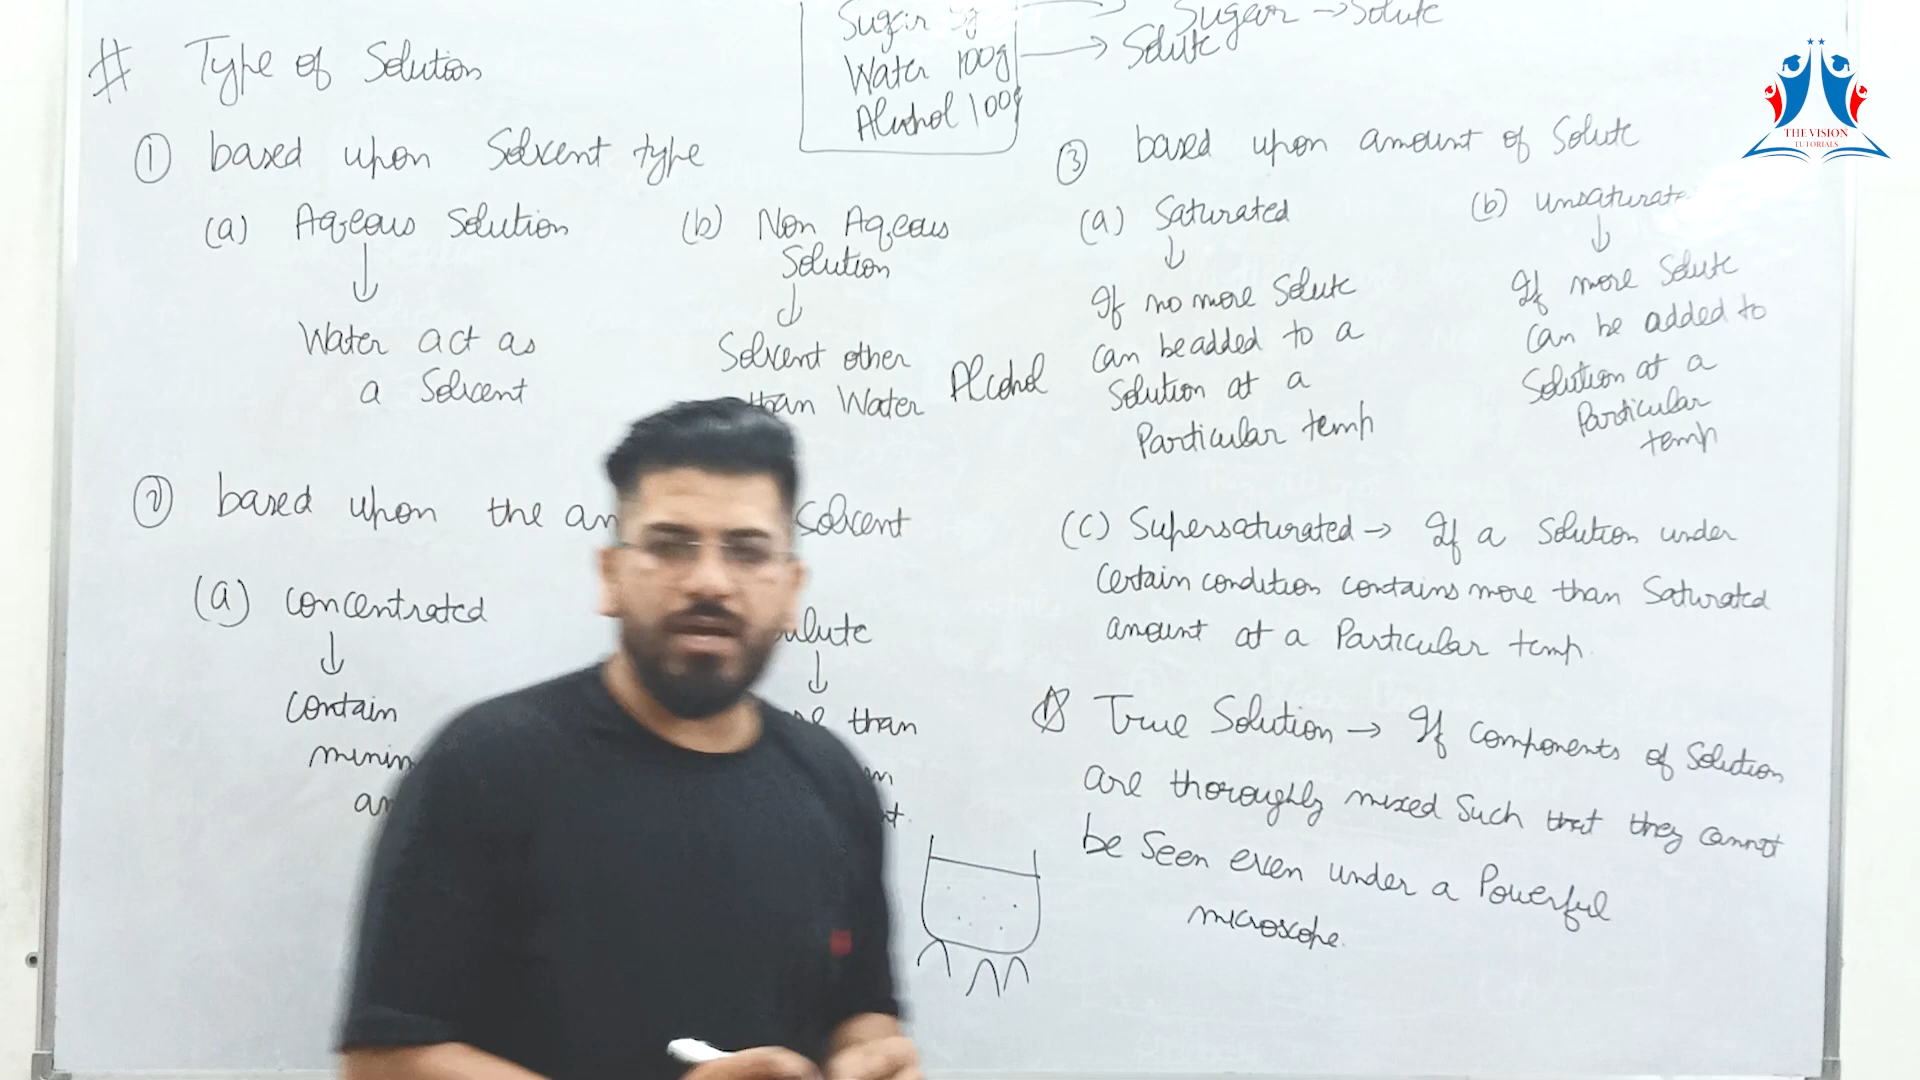 # Type of Solution
① based upon Solvent type
(a) Aqeous Solution
Water act as
a Solvent
(b) Non Aqeous
Solution
Solvent other
than Water Alcohol
② based upon the am
Solvent
(a) concentrated
contain
Sugar
Water 100g
Alcohol 100g
Sugar → Solute
Solute
③ based upon amount of Solute
(a) Saturated
If no more Solute
can be added to a
Solution at a
Particular temp
(b) unsaturate
If more Solute
can be added to
Solution at a
Particular
temp
(c) Supersaturated → If a Solution under
certain condition contains more than Saturated
amount at a Particular temp.
True Solution → If components of Solution
are thoroughly mixed Such that they cannot
be Seen even under a Powerful
microscope.
than
THE VISION
TUTORIALS